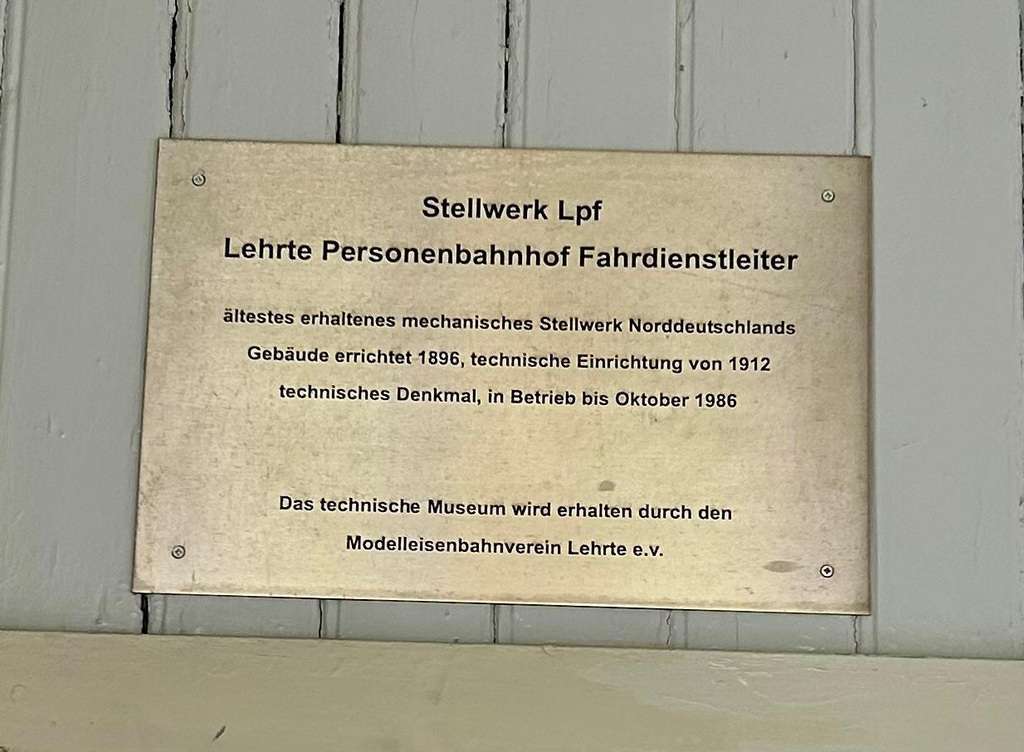 Stellwerk Lpf
Lehrte Personenbahnhof Fahrdienstleiter
ältestes erhaltenes mechanisches Stellwerk Norddeutschlands
Gebäude errichtet 1896, technische Einrichtung von 1912
technisches Denkmal, in Betrieb bis Oktober 1986
Das technische Museum wird erhalten durch den
Modelleisenbahnverein Lehrte e.v.